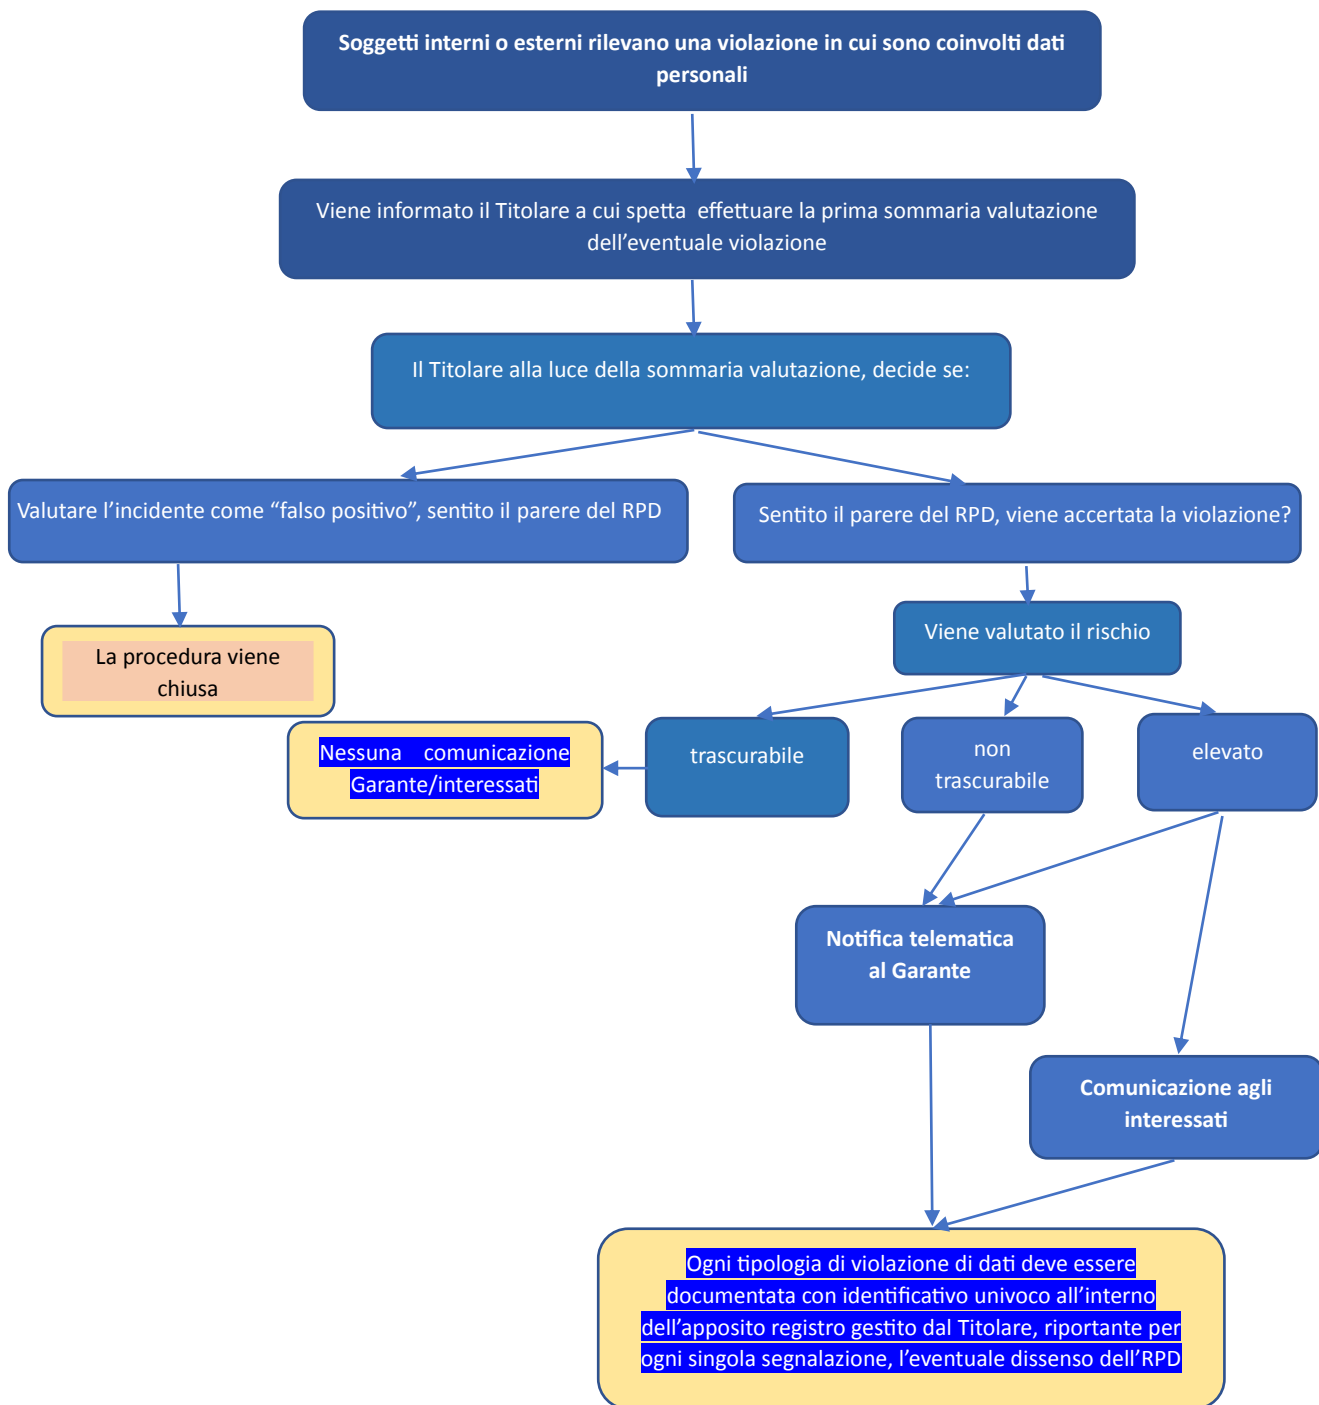 Soggetti interni o esterni rilevano una violazione in cui sono coinvolti dati
personali
Viene informato il Titolare a cui spetta effettuare la prima sommaria valutazione
dell’eventuale violazione
Il Titolare alla luce della sommaria valutazione, decide se:
Valutare l’incidente come “falso positivo”, sentito il parere del RPD
Sentito il parere del RPD, viene accertata la violazione?
La procedura viene
chiusa
Viene valutato il rischio
Nessuna comunicazione
Garante/interessati
trascurabile
non
trascurabile
elevato
Notifica telematica
al Garante
Comunicazione agli
interessati
Ogni tipologia di violazione di dati deve essere
documentata con identificativo univoco all’interno
dell’apposito registro gestito dal Titolare, riportante per
ogni singola segnalazione, l’eventuale dissenso dell’RPD